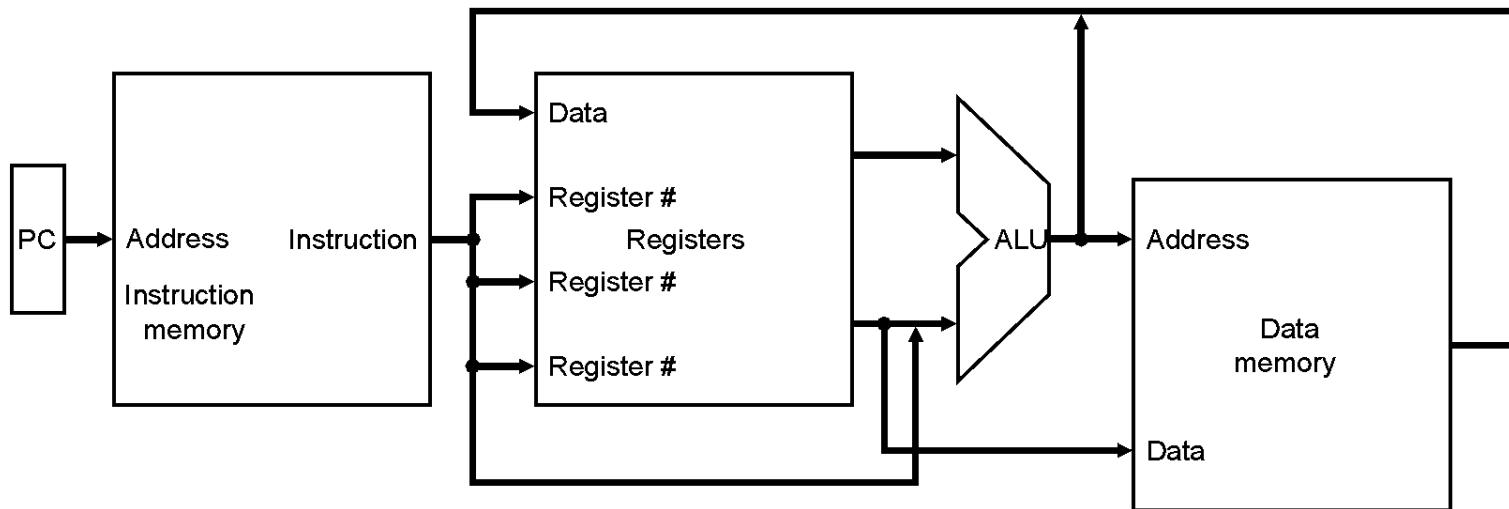 PC
Address
Instruction
Instruction
memory
Data
Register #
Registers
Register #
Register #
ALU
Address
Data
memory
Data